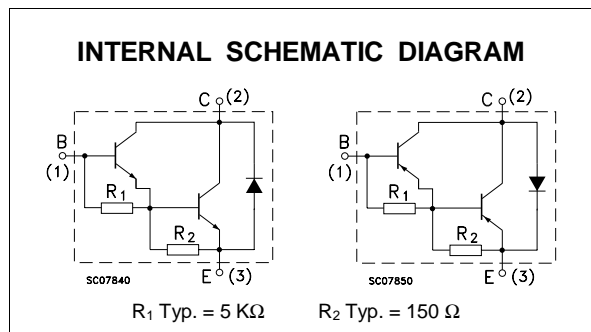 INTERNAL SCHEMATIC DIAGRAM
C (2)
B
(1)
R1
R2
E (3)
SC07840
C (2)
B
(1)
R1
R2
E (3)
SC07850
R1 Typ. = 5 KΩ R2 Typ. = 150 Ω